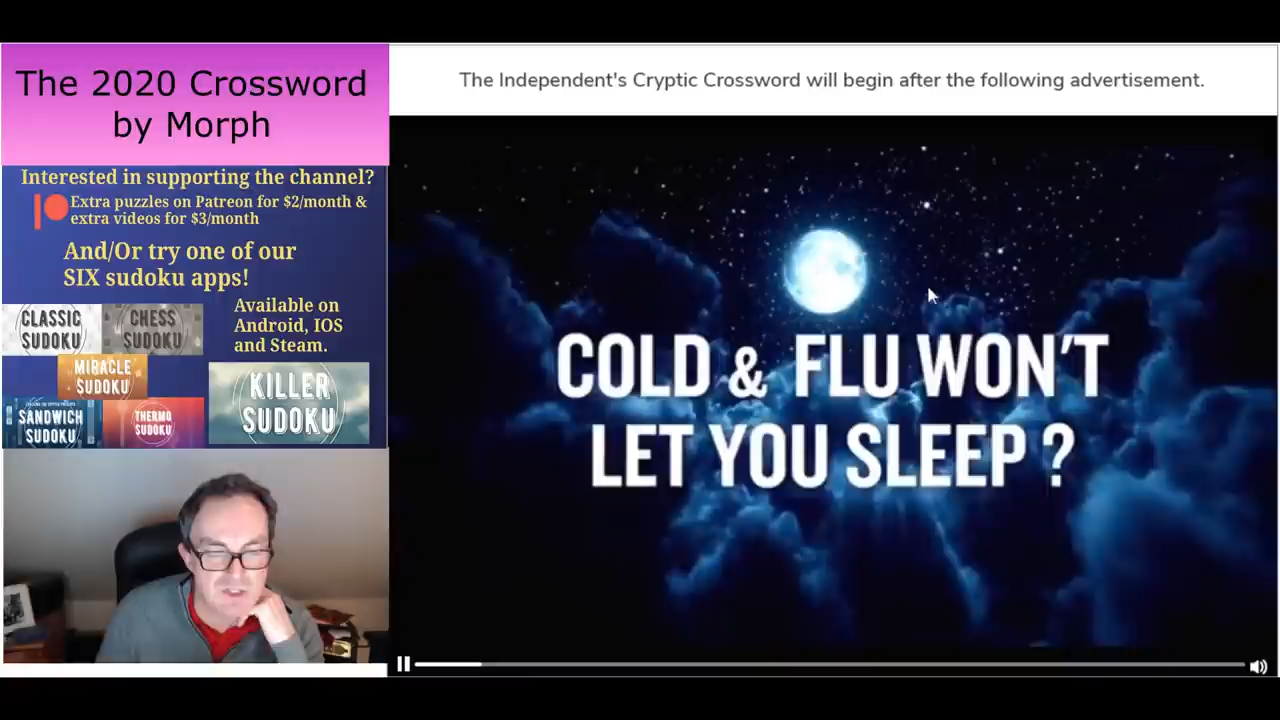 The 2020 Crossword
by Morph
Interested in supporting the channel?
Extra puzzles on Patreon for $2/month &
extra videos for $3/month
And/Or try one of our
SIX sudoku apps!
Available on
Android, IOS
and Steam.
CLASSIC
SUDOKU
CHESS
SUDOKU
MIRACLE
SUDOKU
SANDWICH
SUDOKU
THERMO
SUDOKU
KILLER
SUDOKU
The Independent's Cryptic Crossword will begin after the following advertisement.
COLD & FLU WON'T
LET YOU SLEEP ?